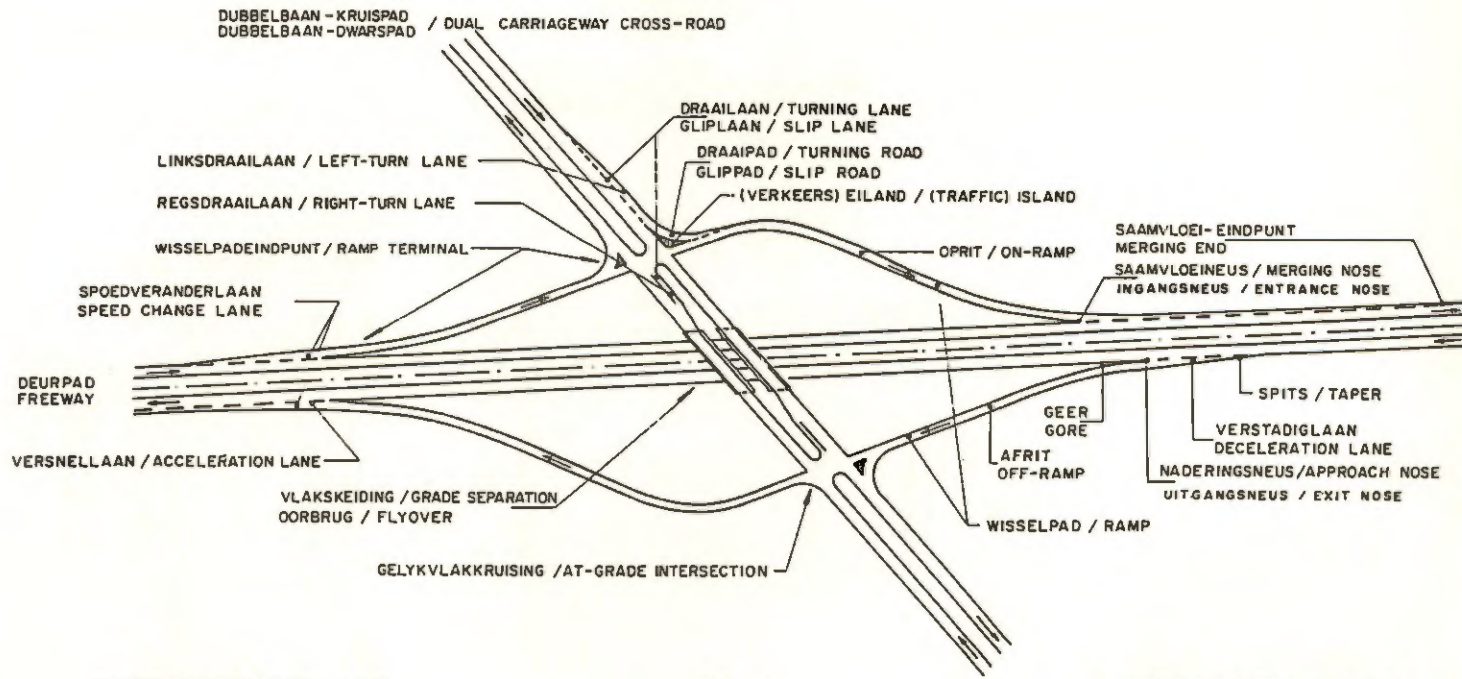 DUBBELBAAN-KRUISPAD
DUBBELBAAN-DWARSPAD / DUAL CARRIAGEWAY CROSS-ROAD
DRAAILAAN / TURNING LANE
GLIPLAAN / SLIP LANE
LINKSDRAAILAAN / LEFT-TURN LANE
DRAAIPAD / TURNING ROAD
GLIPPAD / SLIP ROAD
REGSDRAAILAAN / RIGHT-TURN LANE
(VERKEERS) EILAND / (TRAFFIC) ISLAND
WISSELPADEINDPUNT / RAMP TERMINAL
OPRIT / ON-RAMP
SAAMVLOEI-EINDPUNT
MERGING END
SAAMVLOEINEUS / MERGING NOSE
INGANGSNEUS / ENTRANCE NOSE
SPOEDVERANDERLAAN
SPEED CHANGE LANE
DEURPAD
FREEWAY
SPITS / TAPER
GEER
GORE
VERSTADIGLAAN
DECELERATION LANE
VERSNELLAAN / ACCELERATION LANE
AFRIT
OFF-RAMP
NADERINGSNEUS / APPROACH NOSE
UITGANGSNEUS / EXIT NOSE
VLAKSKEIDING / GRADE SEPARATION
OORBRUG / FLYOVER
WISSELPAD / RAMP
GELYKVLAKKRUISING / AT-GRADE INTERSECTION